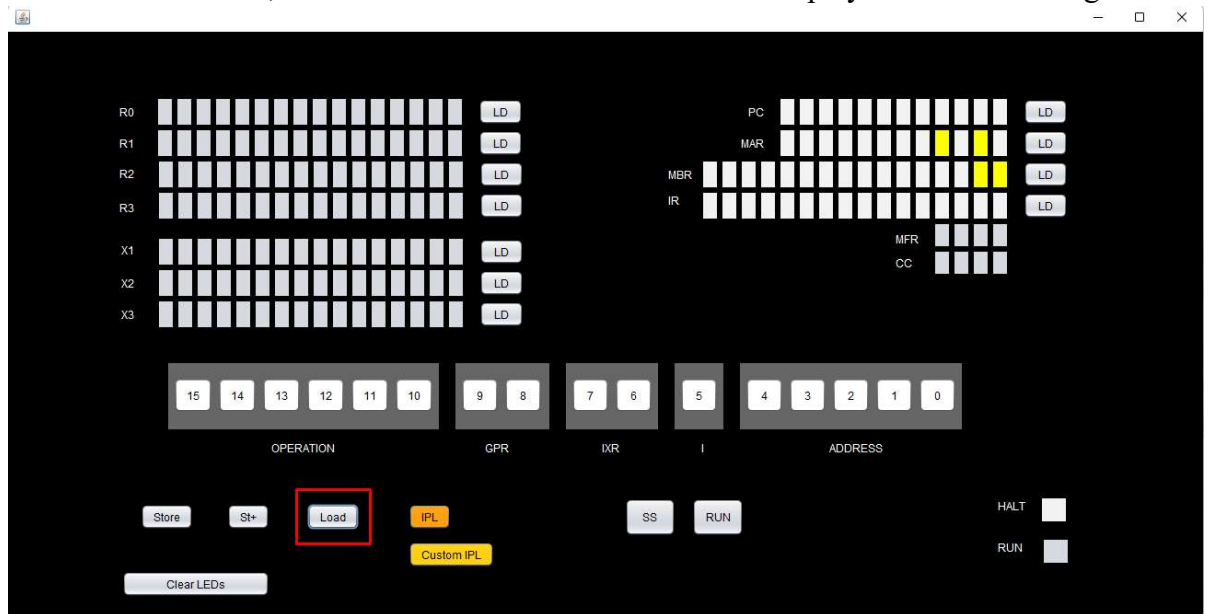 R0 LD PC LD
R1 LD MAR LD
R2 LD MBR LD
R3 LD IR LD
MFR
X1 LD
CC
X2 LD
X3 LD
15 14 13 12 11 10 9 8 7 6 5 4 3 2 1 0
OPERATION GPR IXR I ADDRESS
Store St+ Load IPL SS RUN HALT
Custom IPL RUN
Clear LEDs